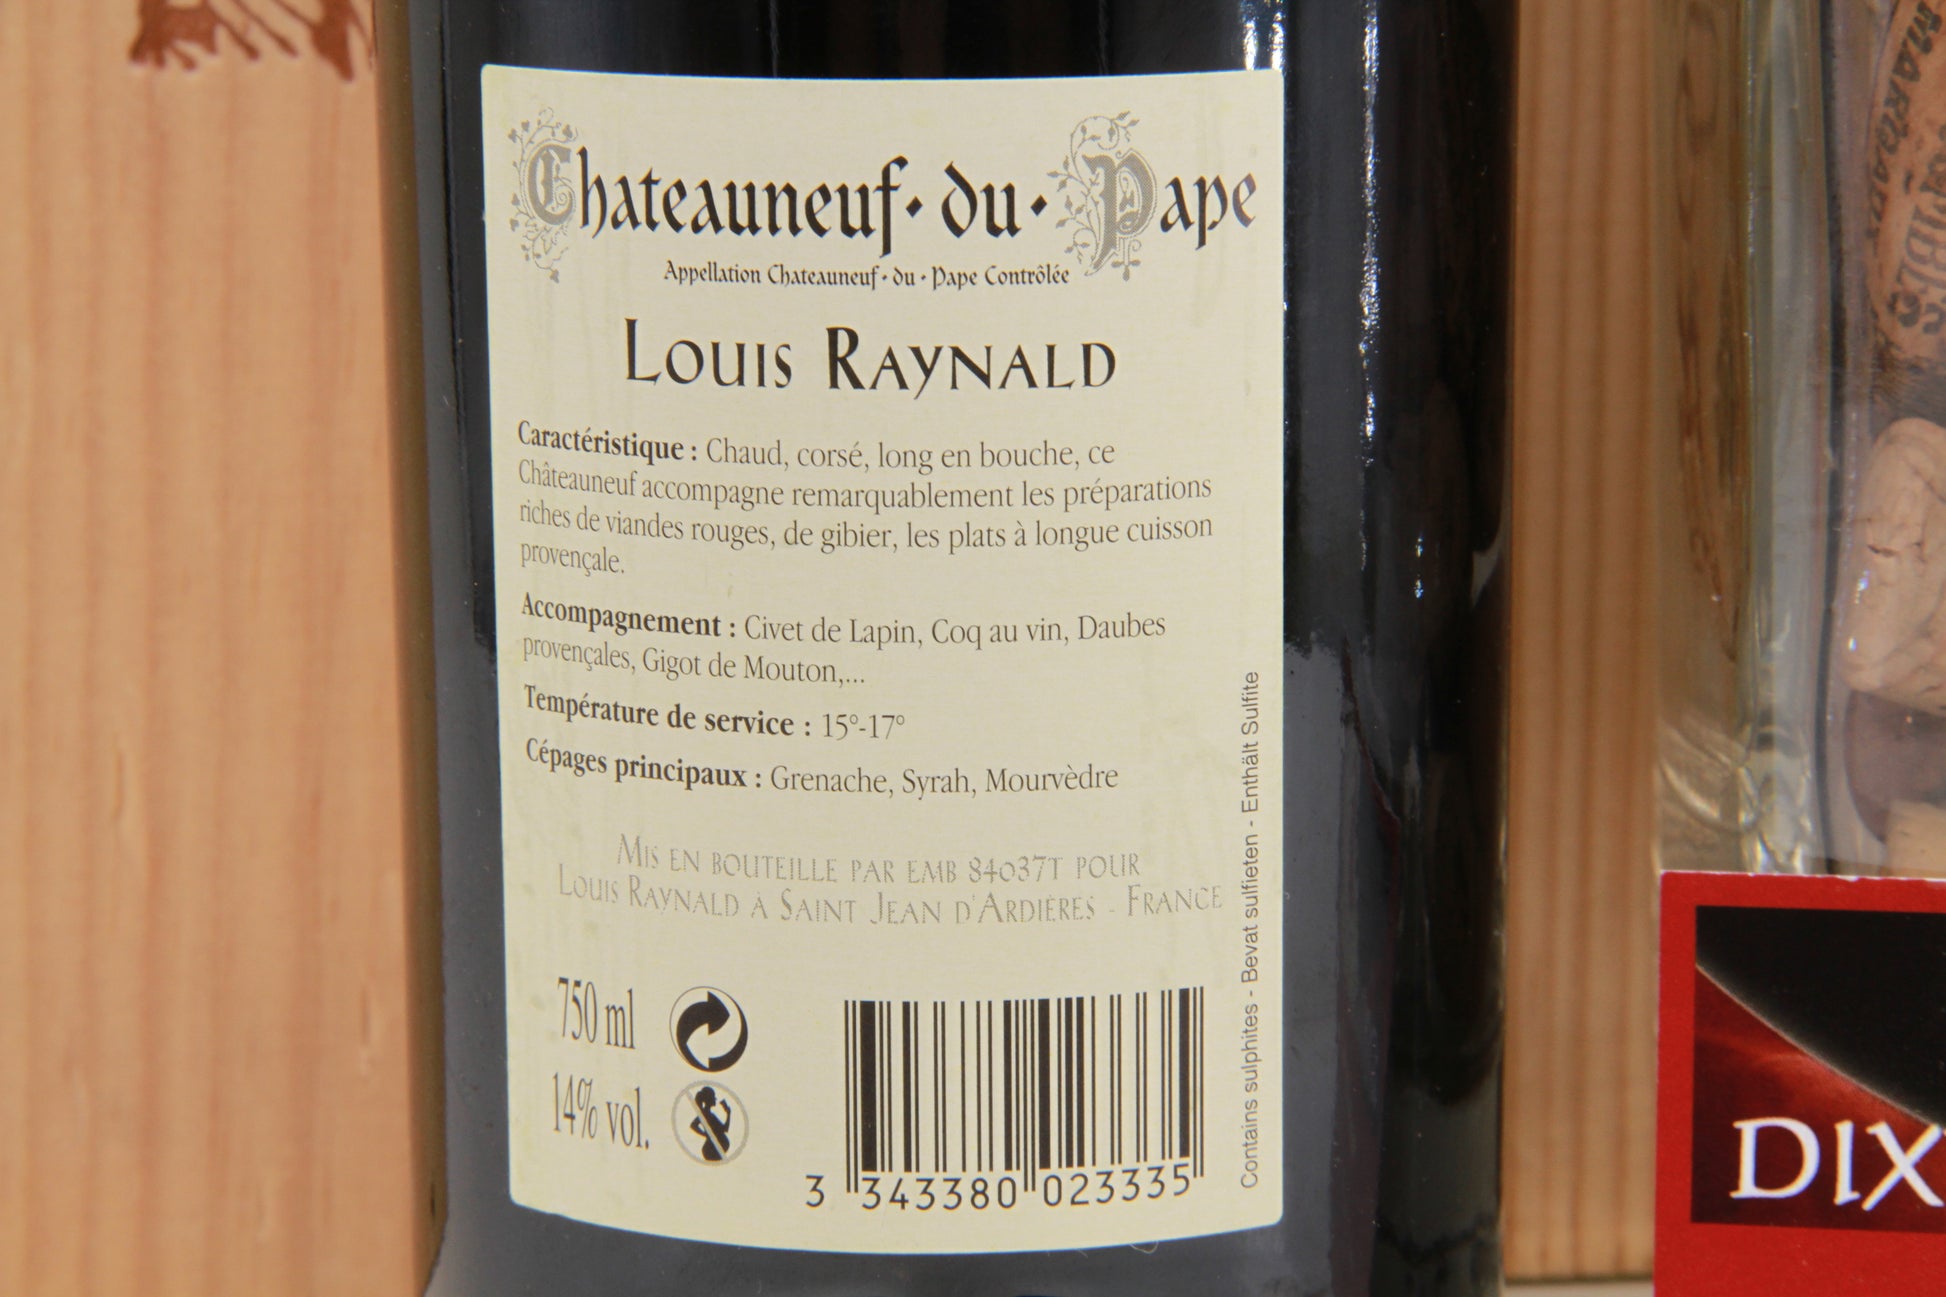 Chateauneuf · du · Pape
Appellation Chateauneuf · du · Pape Contrôlée
LOUIS RAYNALD
Caractéristique : Chaud, corsé, long en bouche, ce
Châteauneuf accompagne remarquablement les préparations
riches de viandes rouges, de gibier, les plats à longue cuisson
provençale.
Accompagnement : Civet de Lapin, Coq au vin, Daubes
provençales, Gigot de Mouton,...
Température de service : 15°-17°
Cépages principaux : Grenache, Syrah, Mourvèdre
MIS EN BOUTEILLE PAR EMB 84037T POUR
LOUIS RAYNALD À SAINT JEAN D'ARDIÈRES - FRANCE
750 ml
14% vol.
3 343380 023335
Contains sulphites - Bevat sulfieten - Enthält Sulfite